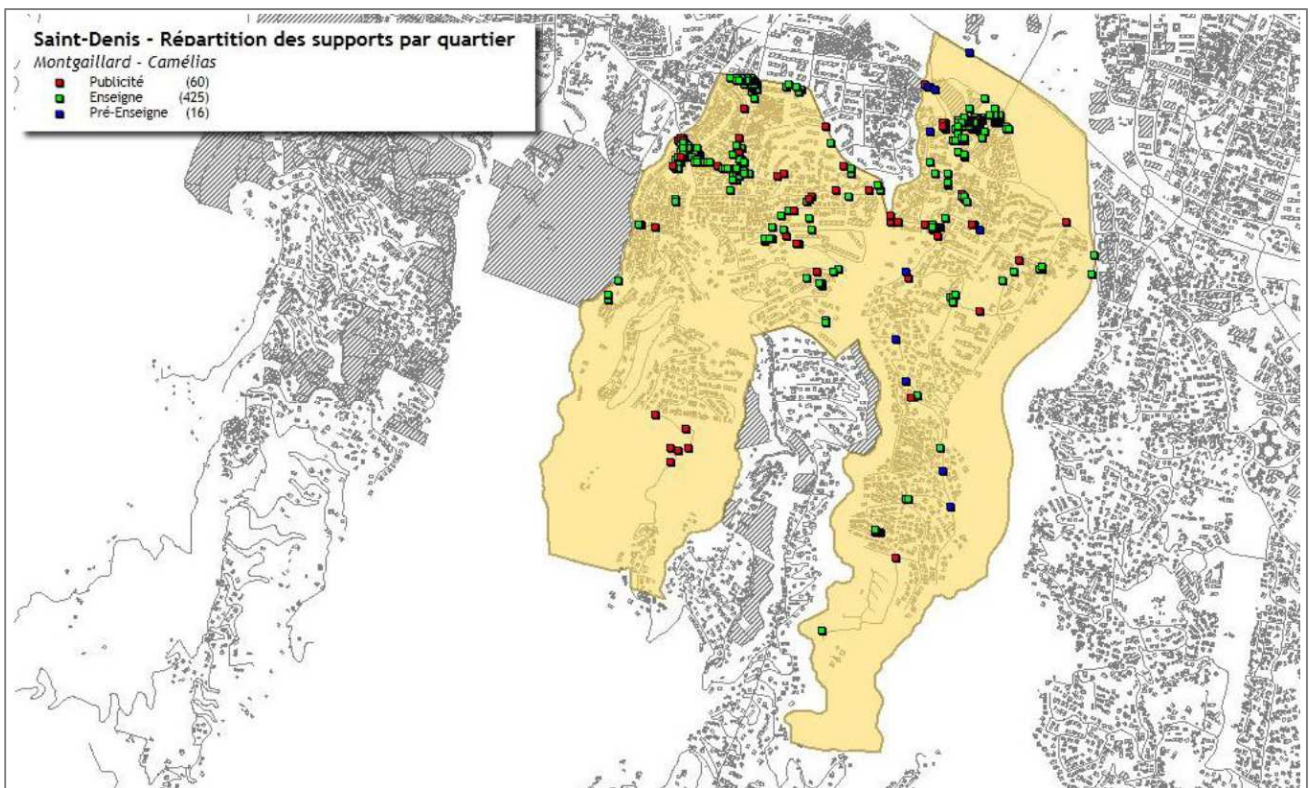 Saint-Denis - Répartition des supports par quartier
Montgaillard - Camélias
Publicité (60)
Enseigne (425)
Pré-Enseigne (16)